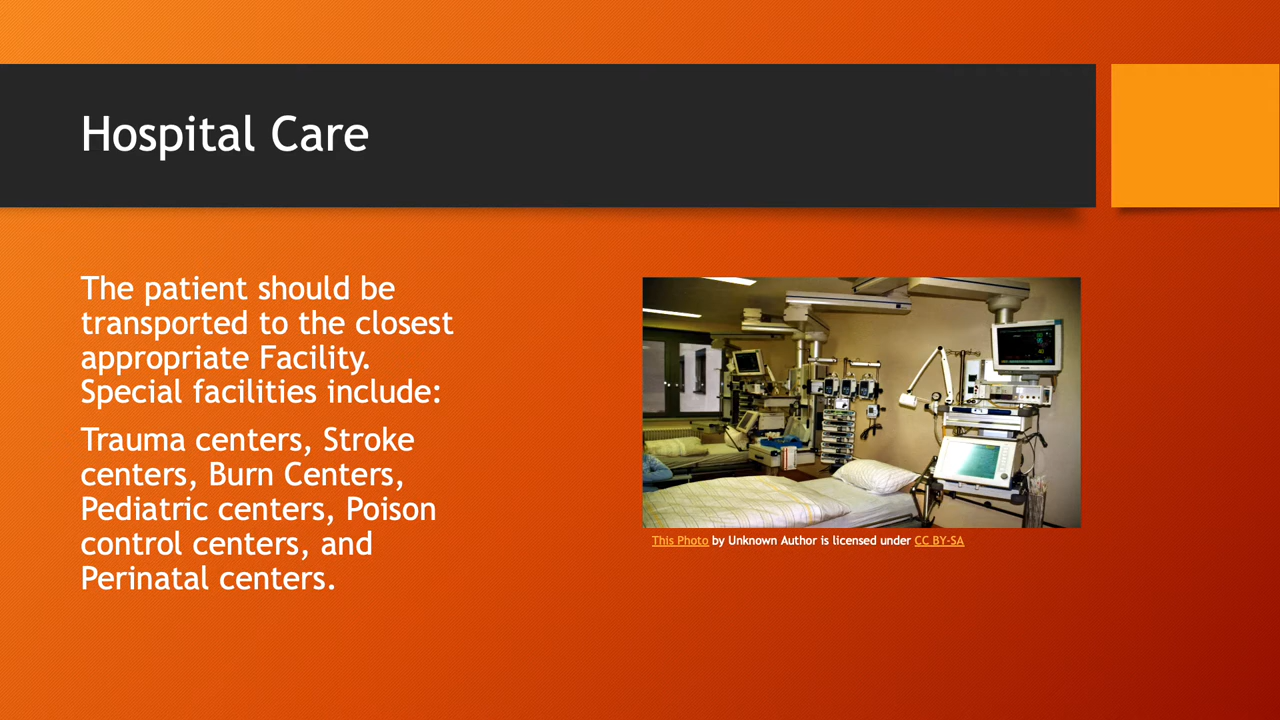 Hospital Care
The patient should be
transported to the closest
appropriate Facility.
Special facilities include:
Trauma centers, Stroke
centers, Burn Centers,
Pediatric centers, Poison
control centers, and
Perinatal centers.
This Photo by Unknown Author is licensed under CC BY-SA